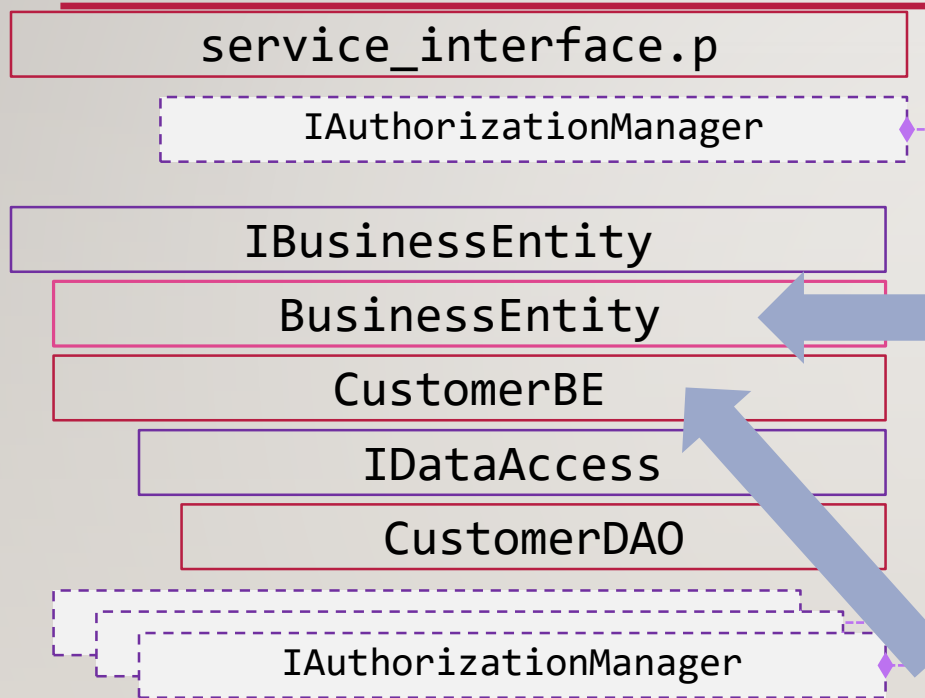 service_interface.p
IAuthorizationManager
IBusinessEntity
BusinessEntity
CustomerBE
IDataAccess
CustomerDAO
IAuthorizationManager